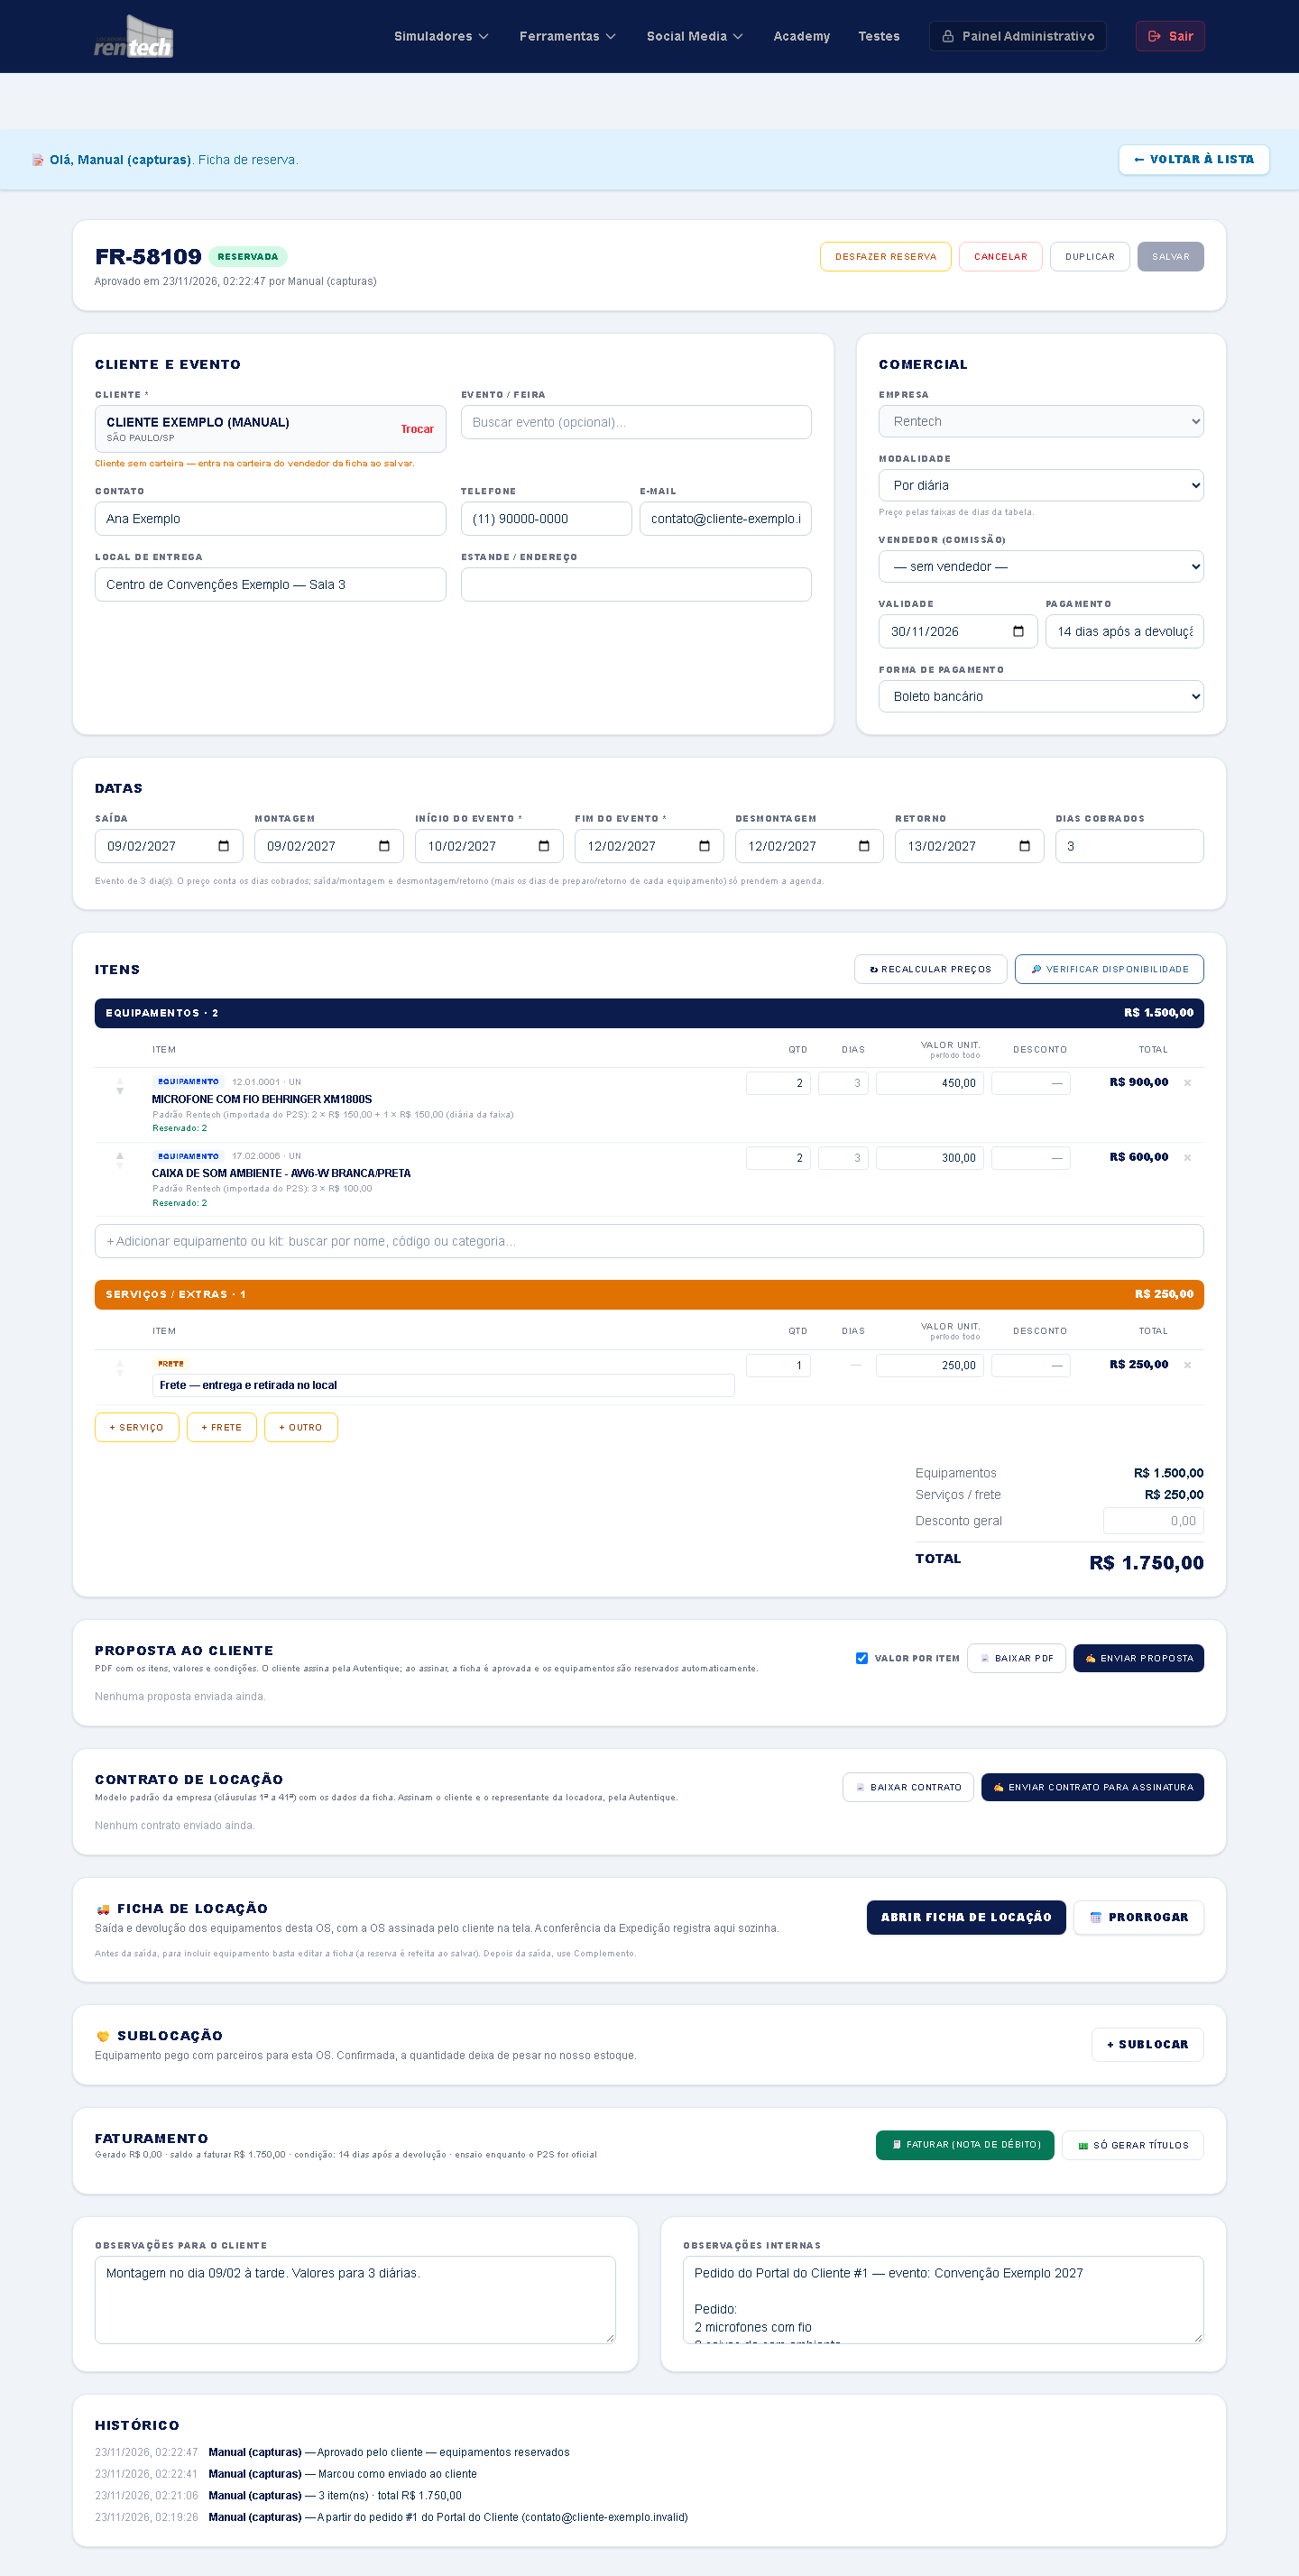 rentech
Simuladores
Ferramentas
Social Media
Academy
Testes
Painel Administrativo
Sair
Olá, Manual (capturas). Ficha de reserva.
← VOLTAR À LISTA
FR-58109 RESERVADA
Aprovado em 23/11/2026, 02:22:47 por Manual (capturas)
DESFAZER RESERVA
CANCELAR
DUPLICAR
SALVAR
CLIENTE E EVENTO
CLIENTE *
CLIENTE EXEMPLO (MANUAL)
SÃO PAULO/SP
Trocar
Cliente sem carteira — entra na carteira do vendedor da ficha ao salvar.
EVENTO / FEIRA
Buscar evento (opcional)...
CONTATO
Ana Exemplo
TELEFONE
(11) 90000-0000
E-MAIL
contato@cliente-exemplo.i
LOCAL DE ENTREGA
Centro de Convenções Exemplo — Sala 3
ESTANDE / ENDEREÇO
COMERCIAL
EMPRESA
Rentech
MODALIDADE
Por diária
Preço pelas faixas de dias da tabela.
VENDEDOR (COMISSÃO)
— sem vendedor —
VALIDADE
30/11/2026
PAGAMENTO
14 dias após a devoluçã
FORMA DE PAGAMENTO
Boleto bancário
DATAS
SAÍDA
09/02/2027
MONTAGEM
09/02/2027
INÍCIO DO EVENTO *
10/02/2027
FIM DO EVENTO *
12/02/2027
DESMONTAGEM
12/02/2027
RETORNO
13/02/2027
DIAS COBRADOS
3
Evento de 3 dia(s). O preço conta os dias cobrados; saída/montagem e desmontagem/retorno (mais os dias de preparo/retorno de cada equipamento) só prendem a agenda.
ITENS
RECALCULAR PREÇOS
VERIFICAR DISPONIBILIDADE
EQUIPAMENTOS · 2 R$ 1.500,00
ITEM QTD DIAS VALOR UNIT. período todo DESCONTO TOTAL
EQUIPAMENTO 12.01.0001 · UN
MICROFONE COM FIO BEHRINGER XM1800S
Padrão Rentech (importada do P2S): 2 × R$ 150,00 + 1 × R$ 150,00 (diária da faixa)
Reservado: 2
2 3 450,00 — R$ 900,00 ×
EQUIPAMENTO 17.02.0006 · UN
CAIXA DE SOM AMBIENTE - AW6-W BRANCA/PRETA
Padrão Rentech (importada do P2S): 3 × R$ 100,00
Reservado: 2
2 3 300,00 — R$ 600,00 ×
+ Adicionar equipamento ou kit: buscar por nome, código ou categoria...
SERVIÇOS / EXTRAS · 1 R$ 250,00
ITEM QTD DIAS VALOR UNIT. período todo DESCONTO TOTAL
FRETE
Frete — entrega e retirada no local
1 — 250,00 — R$ 250,00 ×
+ SERVIÇO
+ FRETE
+ OUTRO
Equipamentos R$ 1.500,00
Serviços / frete R$ 250,00
Desconto geral 0,00
TOTAL R$ 1.750,00
PROPOSTA AO CLIENTE
PDF com os itens, valores e condições. O cliente assina pela Autentique; ao assinar, a ficha é aprovada e os equipamentos são reservados automaticamente.
VALOR POR ITEM
BAIXAR PDF
ENVIAR PROPOSTA
Nenhuma proposta enviada ainda.
CONTRATO DE LOCAÇÃO
Modelo padrão da empresa (cláusulas 1ª a 41ª) com os dados da ficha. Assinam o cliente e o representante da locadora, pela Autentique.
BAIXAR CONTRATO
ENVIAR CONTRATO PARA ASSINATURA
Nenhum contrato enviado ainda.
FICHA DE LOCAÇÃO
Saída e devolução dos equipamentos desta OS, com a OS assinada pelo cliente na tela. A conferência da Expedição registra aqui sozinha.
ABRIR FICHA DE LOCAÇÃO
PRORROGAR
Antes da saída, para incluir equipamento basta editar a ficha (a reserva é refeita ao salvar). Depois da saída, use Complemento.
SUBLOCAÇÃO
Equipamento pego com parceiros para esta OS. Confirmada, a quantidade deixa de pesar no nosso estoque.
+ SUBLOCAR
FATURAMENTO
Gerado R$ 0,00 · saldo a faturar R$ 1.750,00 · condição: 14 dias após a devolução · ensaio enquanto o P2S for oficial
FATURAR (NOTA DE DÉBITO)
SÓ GERAR TÍTULOS
OBSERVAÇÕES PARA O CLIENTE
Montagem no dia 09/02 à tarde. Valores para 3 diárias.
OBSERVAÇÕES INTERNAS
Pedido do Portal do Cliente #1 — evento: Convenção Exemplo 2027
Pedido:
2 microfones com fio
HISTÓRICO
23/11/2026, 02:22:47 Manual (capturas) — Aprovado pelo cliente — equipamentos reservados
23/11/2026, 02:22:41 Manual (capturas) — Marcou como enviado ao cliente
23/11/2026, 02:21:06 Manual (capturas) — 3 item(ns) · total R$ 1.750,00
23/11/2026, 02:19:26 Manual (capturas) — A partir do pedido #1 do Portal do Cliente (contato@cliente-exemplo.invalid)